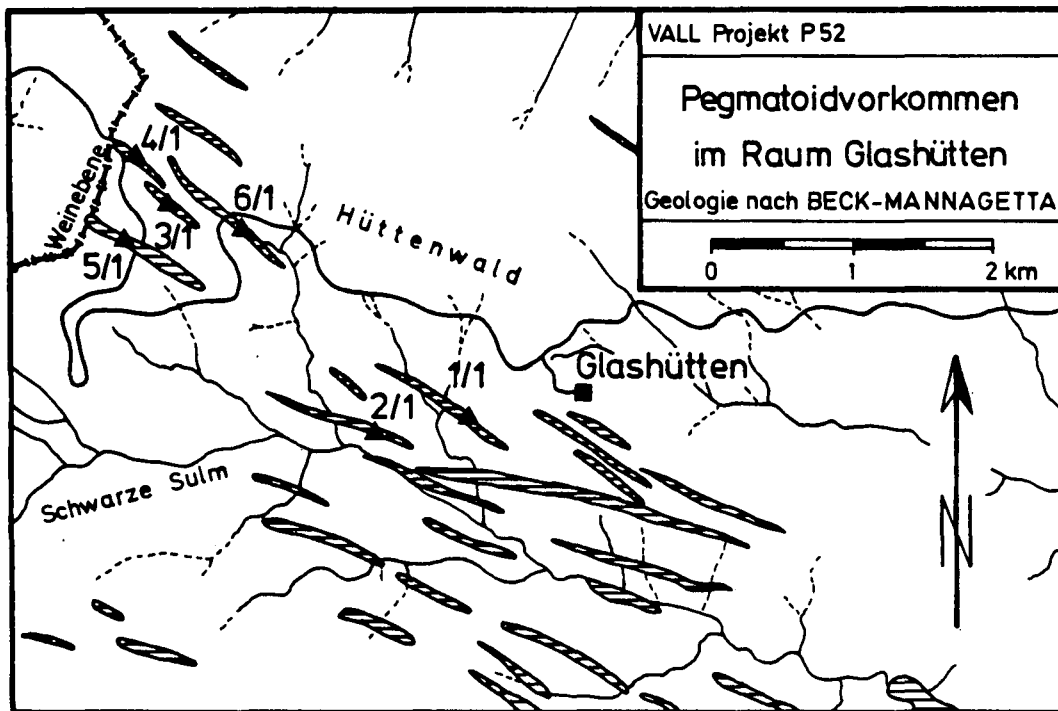 VALL Projekt P52
Pegmatoidvorkommen
im Raum Glashütten
Geologie nach BECK-MANNAGETTA
0 1 2 km
4/1
Weinebene
3/1
6/1
5/1
Hüttenwald
Glashütten
1/1
2/1
Schwarze Sulm
N